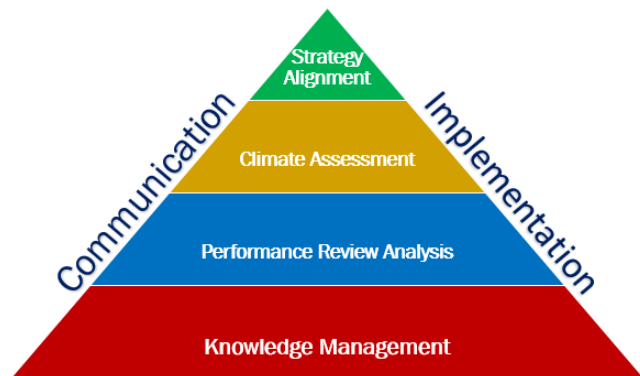 Strategy
Alignment
Communication
Implementation
Climate Assessment
Performance Review Analysis
Knowledge Management